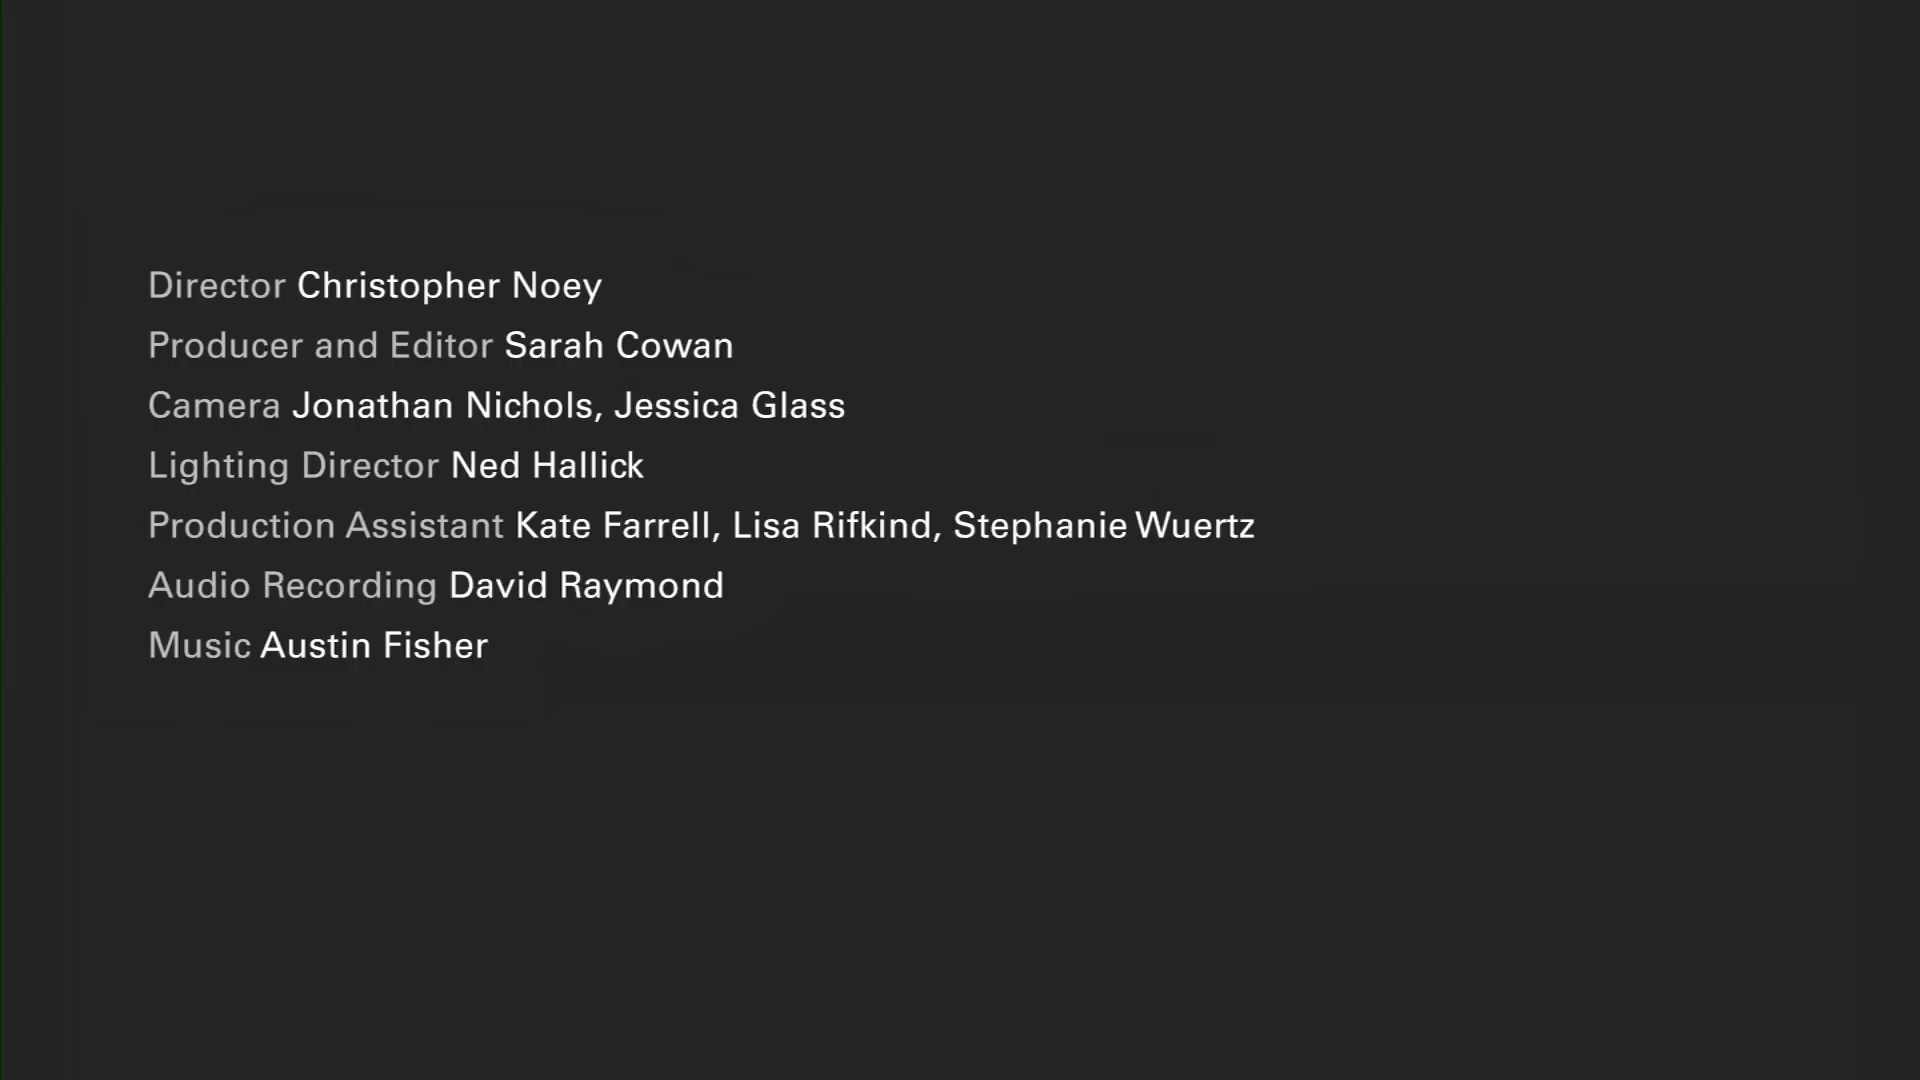 Director Christopher Noey
Producer and Editor Sarah Cowan
Camera Jonathan Nichols, Jessica Glass
Lighting Director Ned Hallick
Production Assistant Kate Farrell, Lisa Rifkind, Stephanie Wuertz
Audio Recording David Raymond
Music Austin Fisher